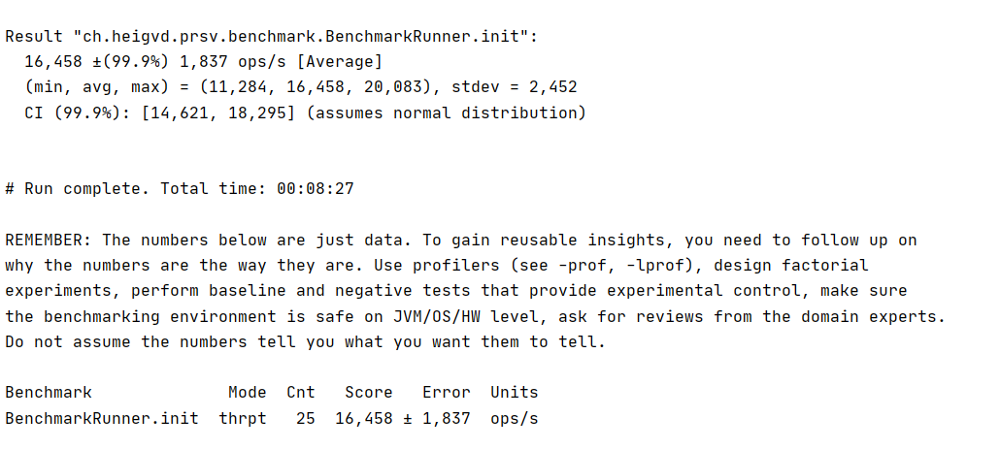 Result "ch.heigvd.prsv.benchmark.BenchmarkRunner.init":
  16,458 ±(99.9%) 1,837 ops/s [Average]
  (min, avg, max) = (11,284, 16,458, 20,083), stdev = 2,452
  CI (99.9%): [14,621, 18,295] (assumes normal distribution)
# Run complete. Total time: 00:08:27
REMEMBER: The numbers below are just data. To gain reusable insights, you need to follow up on
why the numbers are the way they are. Use profilers (see -prof, -lprof), design factorial
experiments, perform baseline and negative tests that provide experimental control, make sure
the benchmarking environment is safe on JVM/OS/HW level, ask for reviews from the domain experts.
Do not assume the numbers tell you what you want them to tell.
Benchmark              Mode  Cnt   Score   Error  Units
BenchmarkRunner.init  thrpt   25  16,458 ± 1,837  ops/s